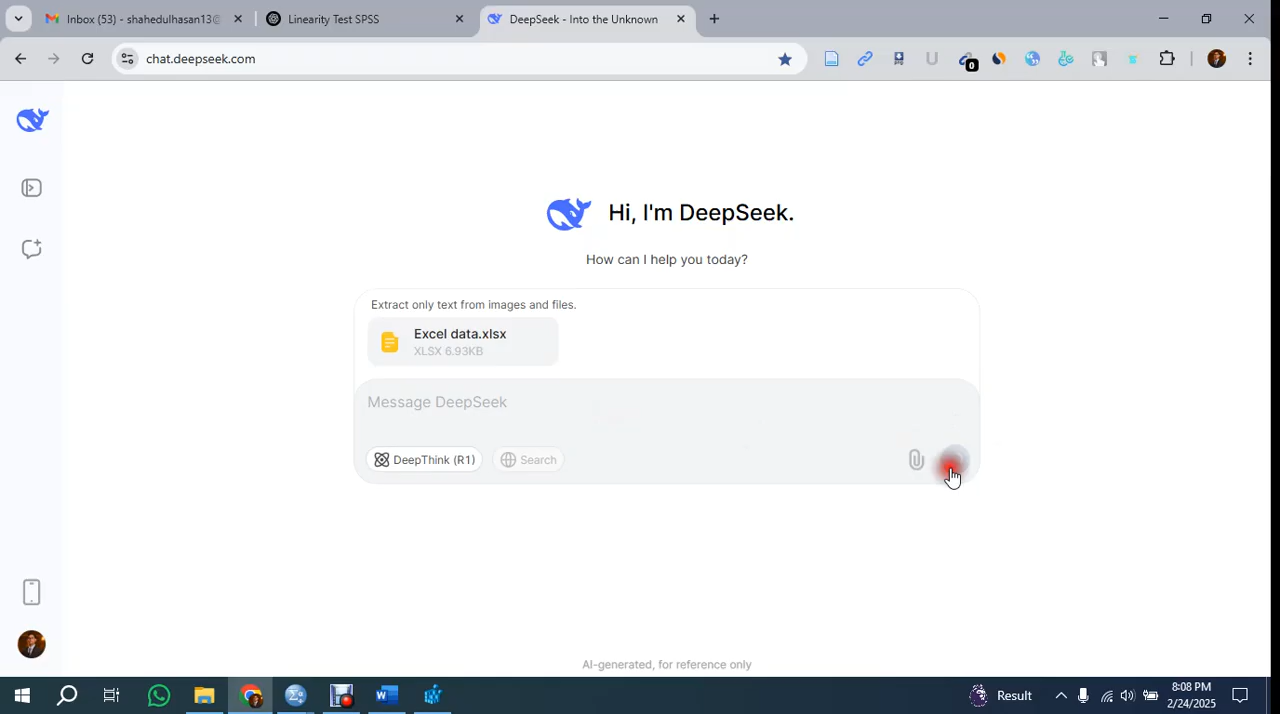 Inbox (53) - shahedulhasan13@
Linearity Test SPSS
DeepSeek - Into the Unknown
chat.deepseek.com
U
0
Hi, I'm DeepSeek.
How can I help you today?
Extract only text from images and files.
Excel data.xlsx
XLSX 6.93KB
Message DeepSeek
DeepThink (R1)
Search
AI-generated, for reference only
Result
8:08 PM
2/24/2025